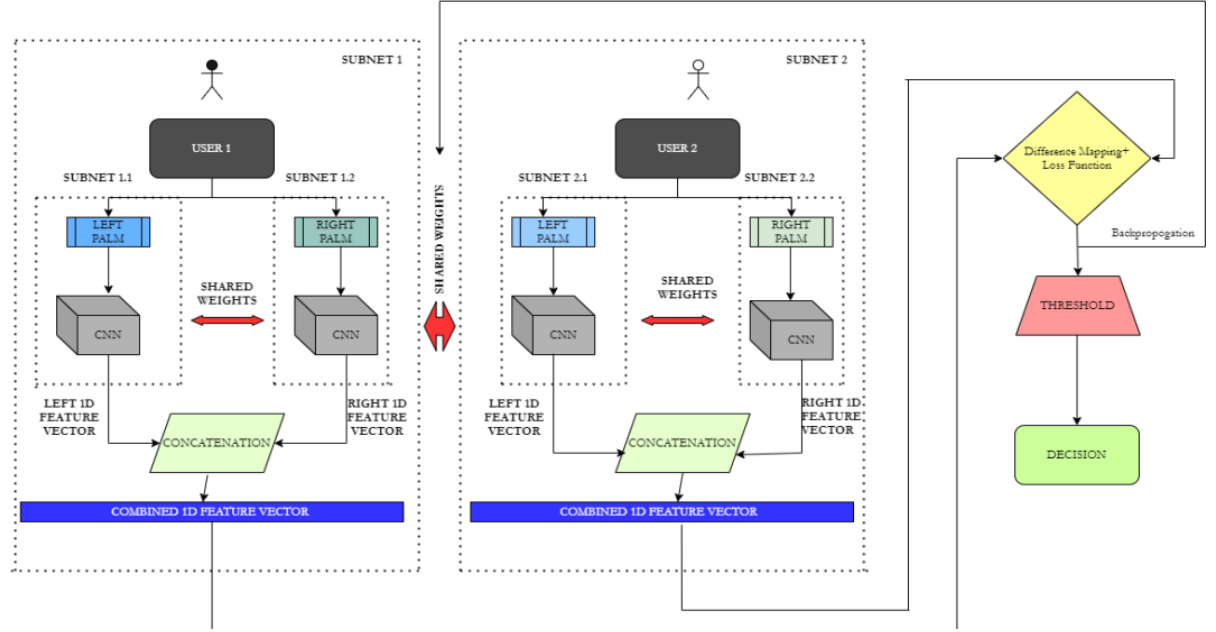 SUBNET 1
USER 1
SUBNET 1.1
SUBNET 1.2
LEFT
PALM
RIGHT
PALM
SHARED
WEIGHTS
CNN
CNN
LEFT 1D
FEATURE
VECTOR
RIGHT 1D
FEATURE
VECTOR
CONCATENATION
COMBINED 1D FEATURE VECTOR
SHARED WEIGHTS
SUBNET 2
USER 2
SUBNET 2.1
SUBNET 2.2
LEFT
PALM
RIGHT
PALM
SHARED
WEIGHTS
CNN
CNN
LEFT 1D
FEATURE
VECTOR
RIGHT 1D
FEATURE
VECTOR
CONCATENATION
COMBINED 1D FEATURE VECTOR
Difference Mapping+
Loss Function
Backpropogation
THRESHOLD
DECISION